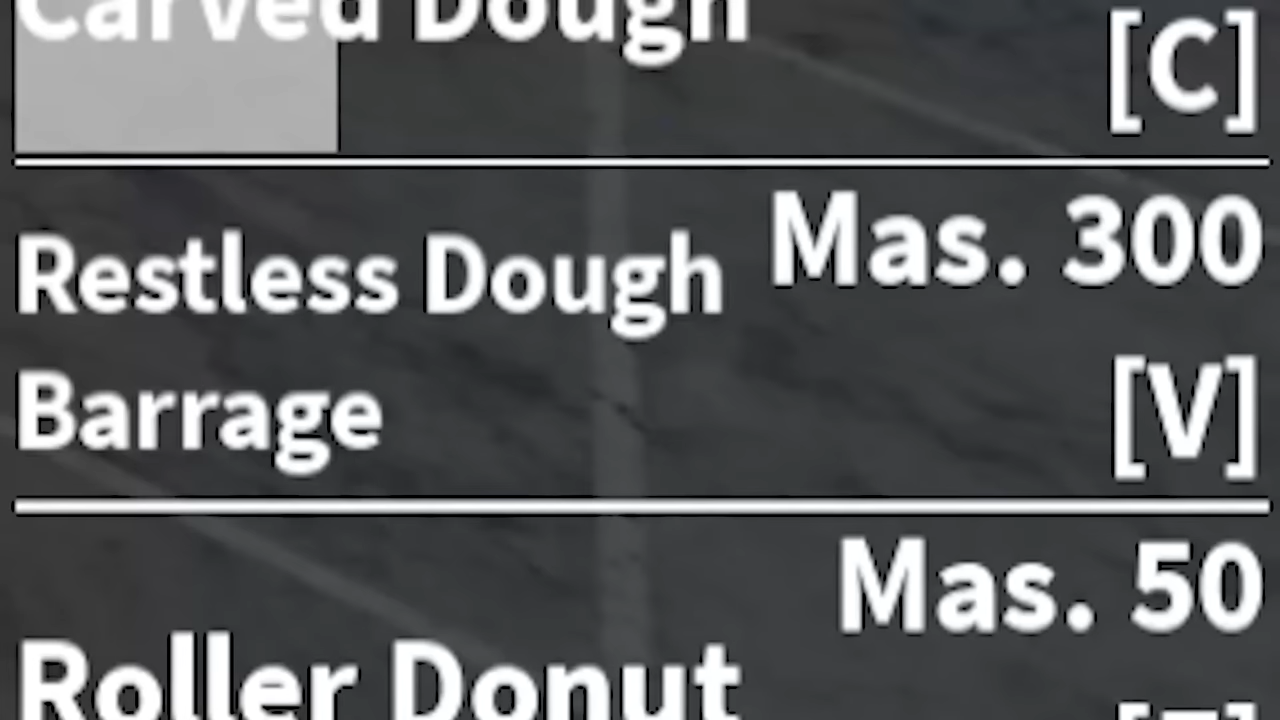 Carved Dough
[C]
Mas. 300
Restless Dough
Barrage
[V]
Mas. 50
Roller Donut